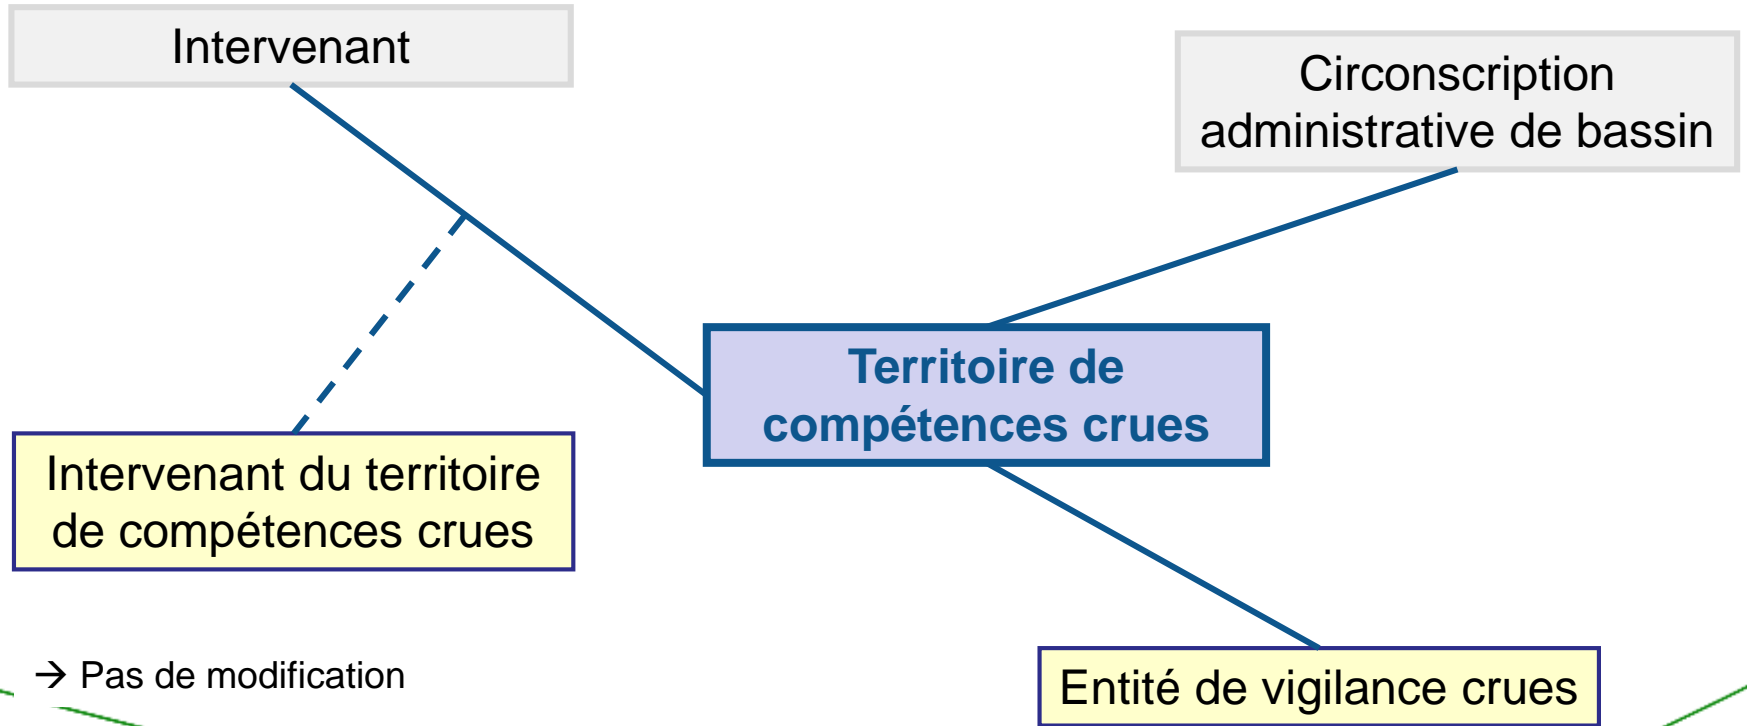 Intervenant
Circonscription
administrative de bassin
Territoire de
compétences crues
Intervenant du territoire
de compétences crues
→ Pas de modification
Entité de vigilance crues